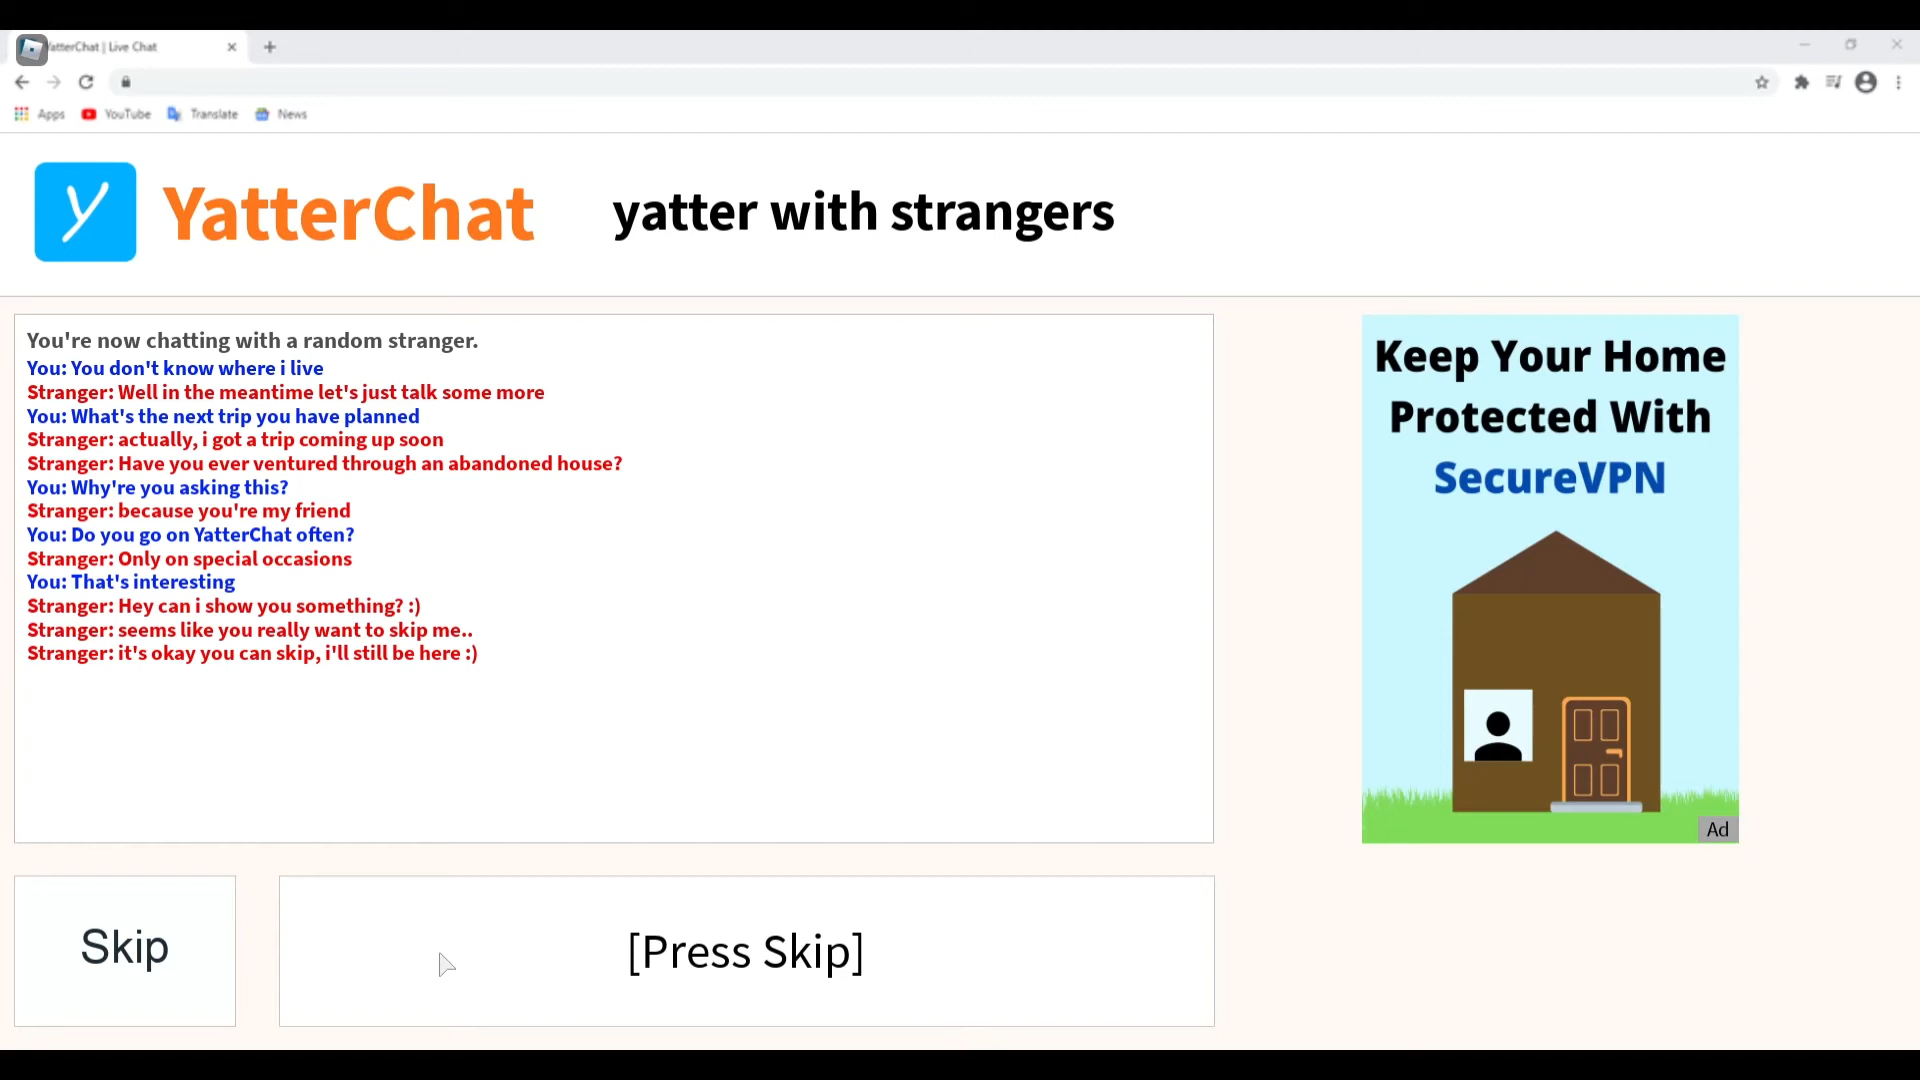 YatterChat | Live Chat
Apps YouTube Translate News
y YatterChat yatter with strangers
You're now chatting with a random stranger.
You: You don't know where i live
Stranger: Well in the meantime let's just talk some more
You: What's the next trip you have planned
Stranger: actually, i got a trip coming up soon
Stranger: Have you ever ventured through an abandoned house?
You: Why're you asking this?
Stranger: because you're my friend
You: Do you go on YatterChat often?
Stranger: Only on special occasions
You: That's interesting
Stranger: Hey can i show you something? :)
Stranger: seems like you really want to skip me..
Stranger: it's okay you can skip, i'll still be here :)
Keep Your Home
Protected With
SecureVPN
Ad
Skip
[Press Skip]